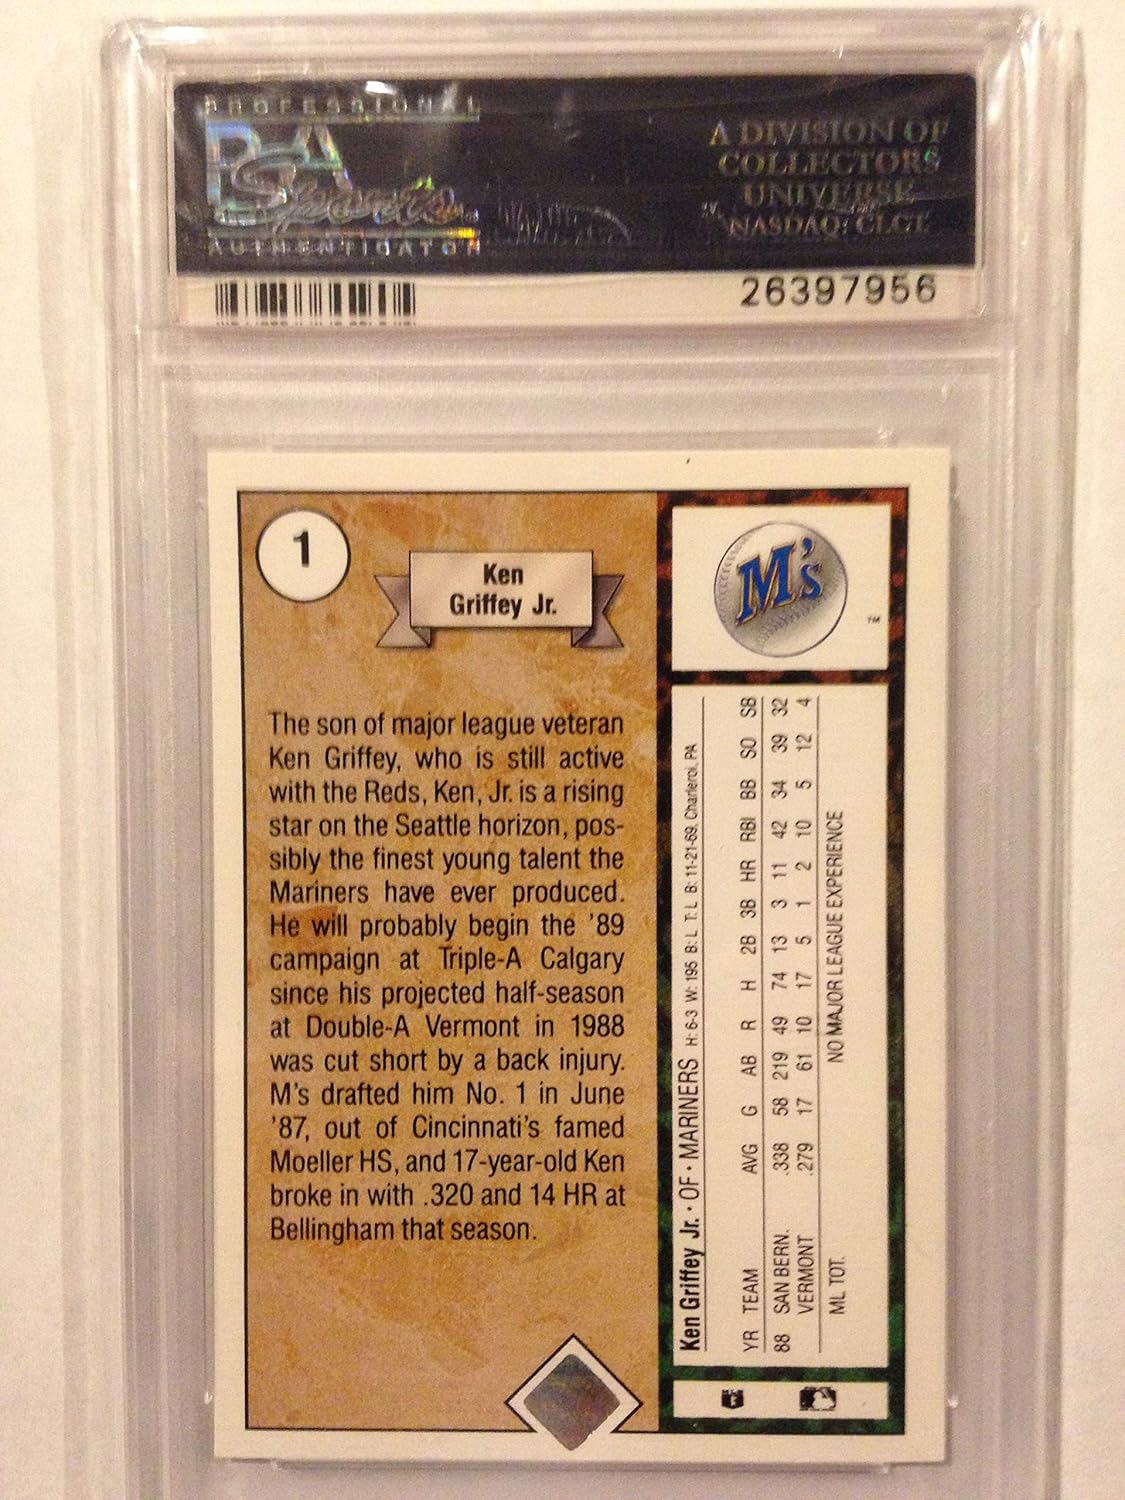 PROFESSIONAL
PSA
Sports
AUTHENTICATOR
A DIVISION OF
COLLECTORS
UNIVERSE
NASDAQ: CLCT
26397956
1
Ken
Griffey Jr.
M's
TM
The son of major league veteran
Ken Griffey, who is still active
with the Reds, Ken, Jr. is a rising
star on the Seattle horizon, pos-
sibly the finest young talent the
Mariners have ever produced.
He will probably begin the '89
campaign at Triple-A Calgary
since his projected half-season
at Double-A Vermont in 1988
was cut short by a back injury.
M's drafted him No. 1 in June
'87, out of Cincinnati's famed
Moeller HS, and 17-year-old Ken
broke in with .320 and 14 HR at
Bellingham that season.
Ken Griffey Jr. · OF · MARINERS H: 6-3 W: 195 B: L T: L B: 11-21-69, Charleroi, PA
YR TEAM AVG G AB R H 2B 3B HR RBI BB SO SB
88 SAN BERN. .338 58 219 49 74 13 3 11 42 34 39 32
VERMONT .279 17 61 10 17 5 1 2 10 5 12 4
ML TOT. NO MAJOR LEAGUE EXPERIENCE